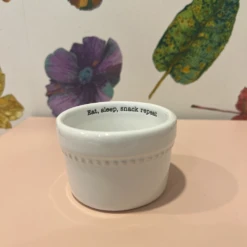 Eat, sleep, snack repeat